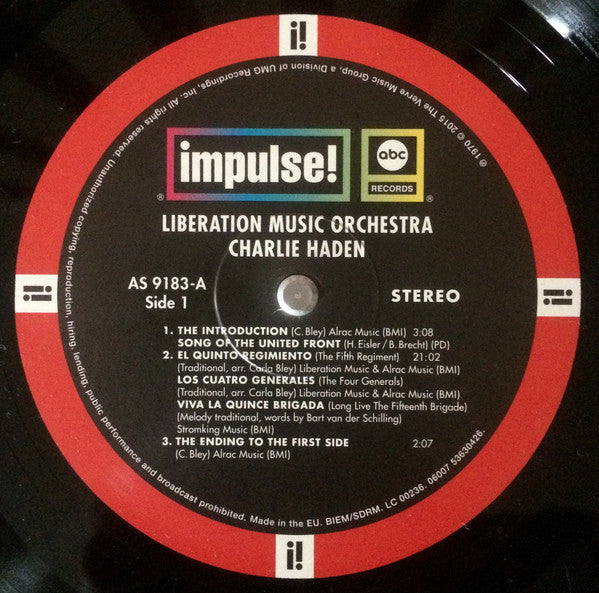 i!
impulse!®
abc
RECORDS®
LIBERATION MUSIC ORCHESTRA
CHARLIE HADEN
AS 9183-A
Side 1
STEREO
1. THE INTRODUCTION (C. Bley) Alrac Music (BMI) 3:08
SONG OF THE UNITED FRONT (H. Eisler / B. Brecht) (PD)
2. EL QUINTO REGIMIENTO (The Fifth Regiment) 21:02
(Traditional, arr. Carla Bley) Liberation Music & Alrac Music (BMI)
LOS CUATRO GENERALES (The Four Generals)
(Traditional, arr. Carla Bley) Liberation Music & Alrac Music (BMI)
VIVA LA QUINCE BRIGADA (Long Live The Fifteenth Brigade)
(Melody traditional, words by Bart van der Schilling)
Stromking Music (BMI)
3. THE ENDING TO THE FIRST SIDE 2:07
(C. Bley) Alrac Music (BMI)
i!
i!
i!
℗ 1970 © 2015 The Verve Music Group, a Division of UMG Recordings, Inc. All rights reserved. Unauthorized copying, reproduction, hiring, lending, public performance and broadcast prohibited. Made in the EU. BIEM/SDRM. LC 00236. 06007 53630426.